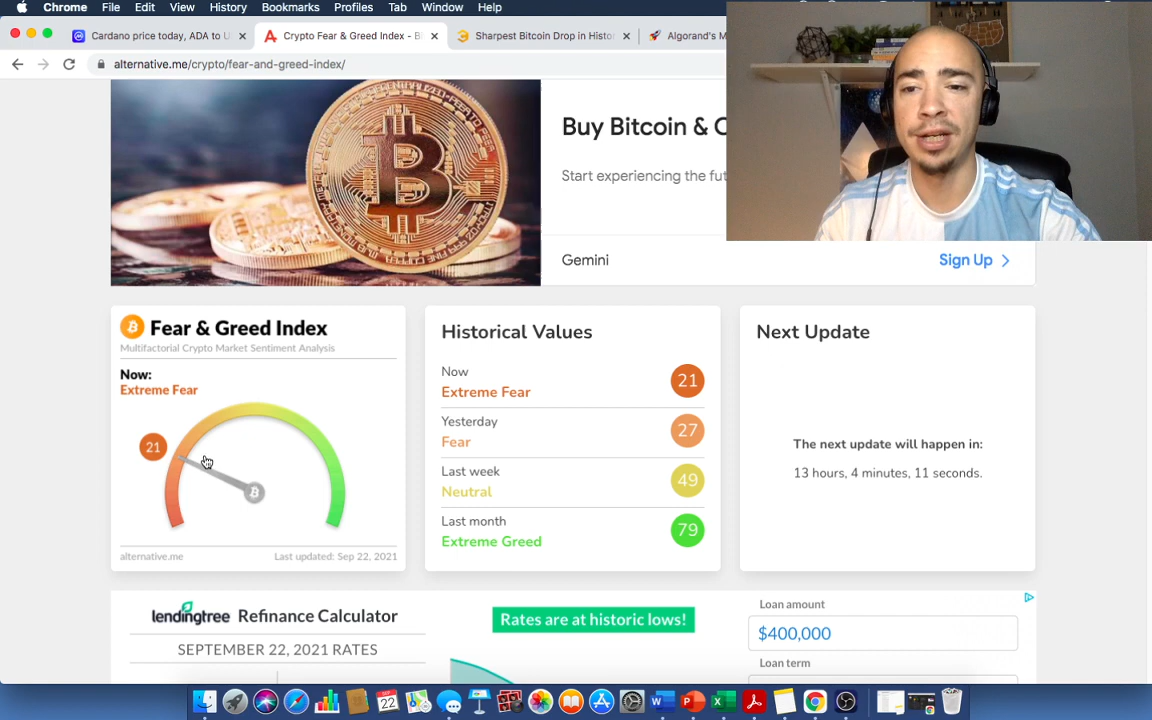 Chrome File Edit View History Bookmarks Profiles Tab Window Help
Cardano price today, ADA to U
Crypto Fear & Greed Index - B
Sharpest Bitcoin Drop in Histo
Algorand's M
alternative.me/crypto/fear-and-greed-index/
Buy Bitcoin & C
Start experiencing the fut
Gemini
Sign Up
Fear & Greed Index
Multifactorial Crypto Market Sentiment Analysis
Now:
Extreme Fear
21
alternative.me
Last updated: Sep 22, 2021
Historical Values
Now
Extreme Fear
21
Yesterday
Fear
27
Last week
Neutral
49
Last month
Extreme Greed
79
Next Update
The next update will happen in:
13 hours, 4 minutes, 11 seconds.
lendingtree Refinance Calculator
SEPTEMBER 22, 2021 RATES
Rates are at historic lows!
Loan amount
$400,000
Loan term
22